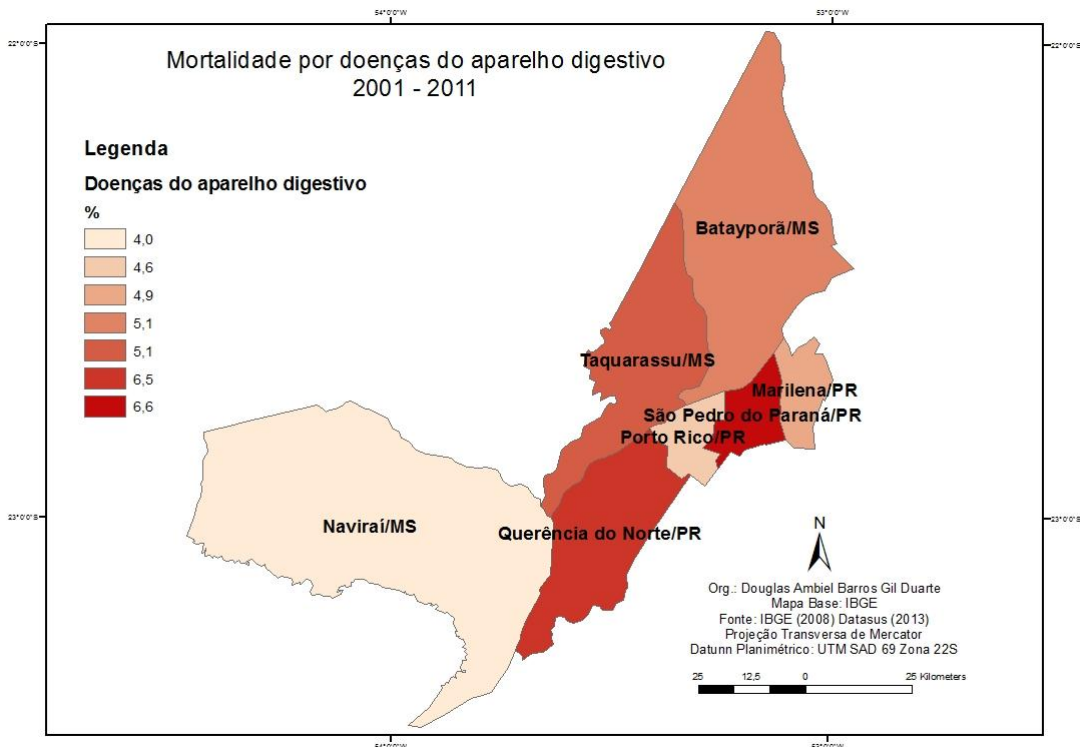 54°0'0"W
53°0'0"W
22°0'0"S
22°0'0"S
Mortalidade por doenças do aparelho digestivo
2001 - 2011
Legenda
Doenças do aparelho digestivo
%
4,0
4,6
4,9
5,1
5,1
6,5
6,6
Batayporã/MS
Taquarassu/MS
Marilena/PR
São Pedro do Paraná/PR
Porto Rico/PR
Naviraí/MS
Querência do Norte/PR
23°0'0"S
23°0'0"S
N
Org.: Douglas Ambiel Barros Gil Duarte
Mapa Base: IBGE
Fonte: IBGE (2008) Datasus (2013)
Projeção Transversa de Mercator
Datunn Planimétrico: UTM SAD 69 Zona 22S
25 12,5 0 25 Kilometers